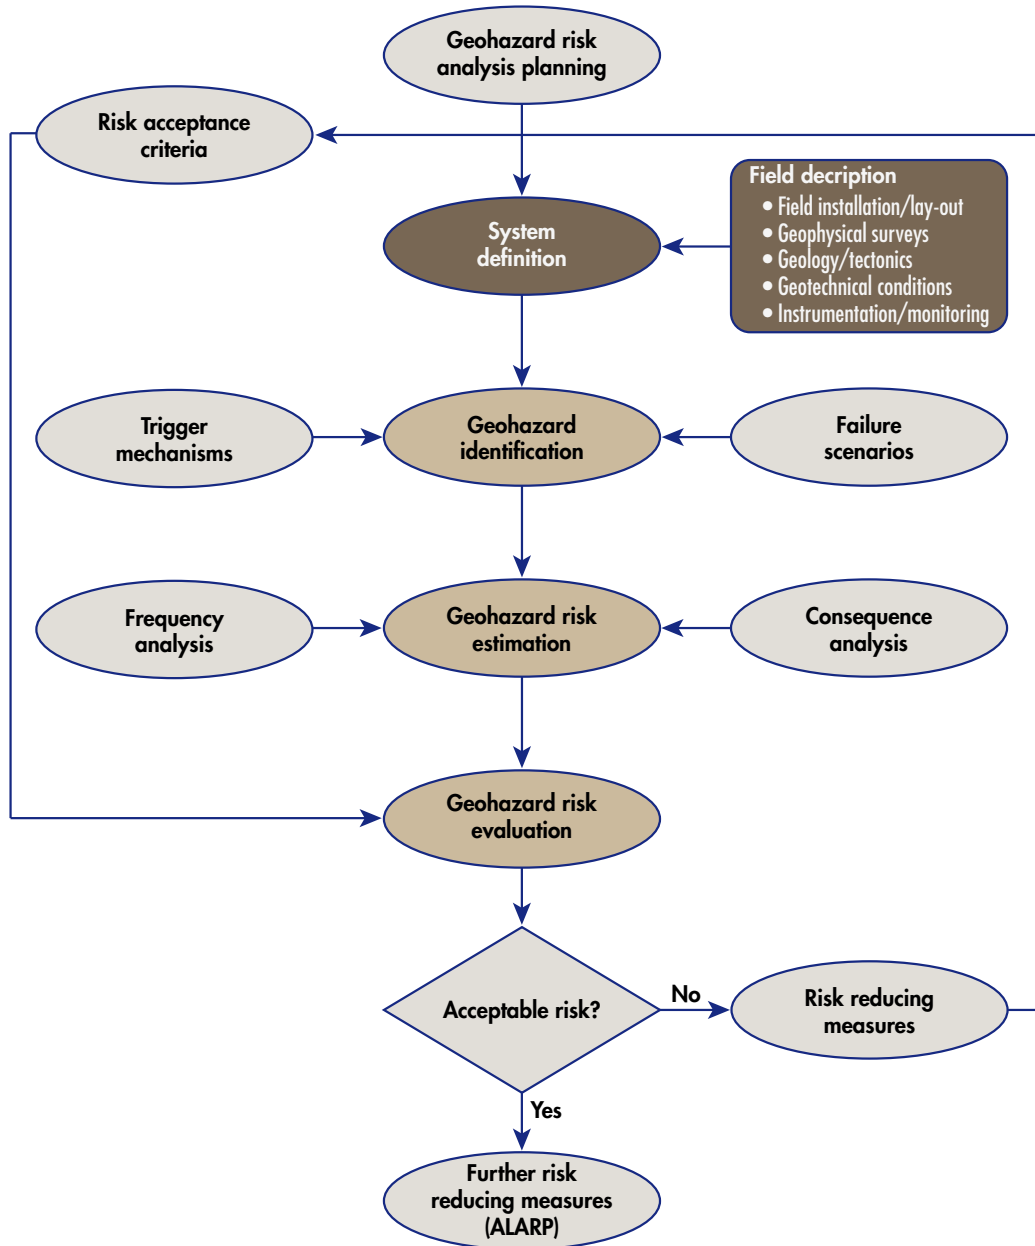 Geohazard risk
analysis planning
Risk acceptance
criteria
Field decription
• Field installation/lay-out
• Geophysical surveys
• Geology/tectonics
• Geotechnical conditions
• Instrumentation/monitoring
System
definition
Trigger
mechanisms
Geohazard
identification
Failure
scenarios
Frequency
analysis
Geohazard risk
estimation
Consequence
analysis
Geohazard risk
evaluation
Acceptable risk?
No
Risk reducing
measures
Yes
Further risk
reducing measures
(ALARP)